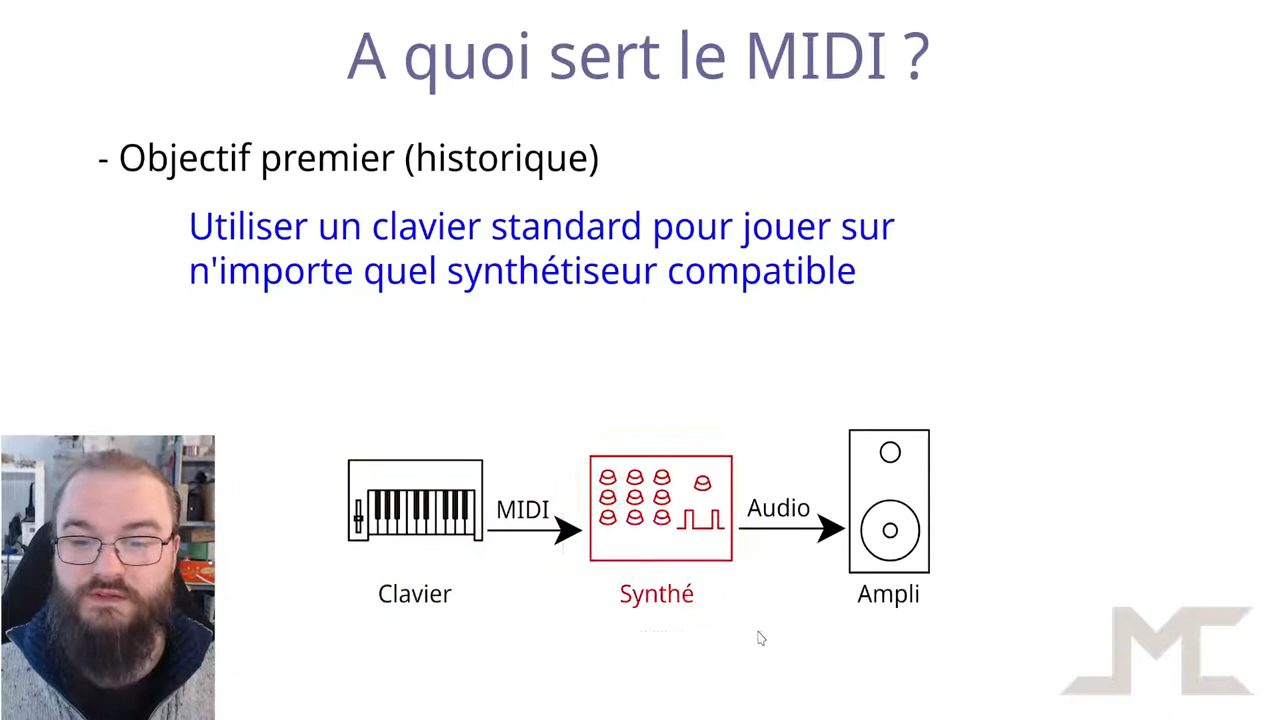 A quoi sert le MIDI ?
- Objectif premier (historique)
Utiliser un clavier standard pour jouer sur
n'importe quel synthétiseur compatible
MIDI
Audio
Clavier
Synthé
Ampli
JMC